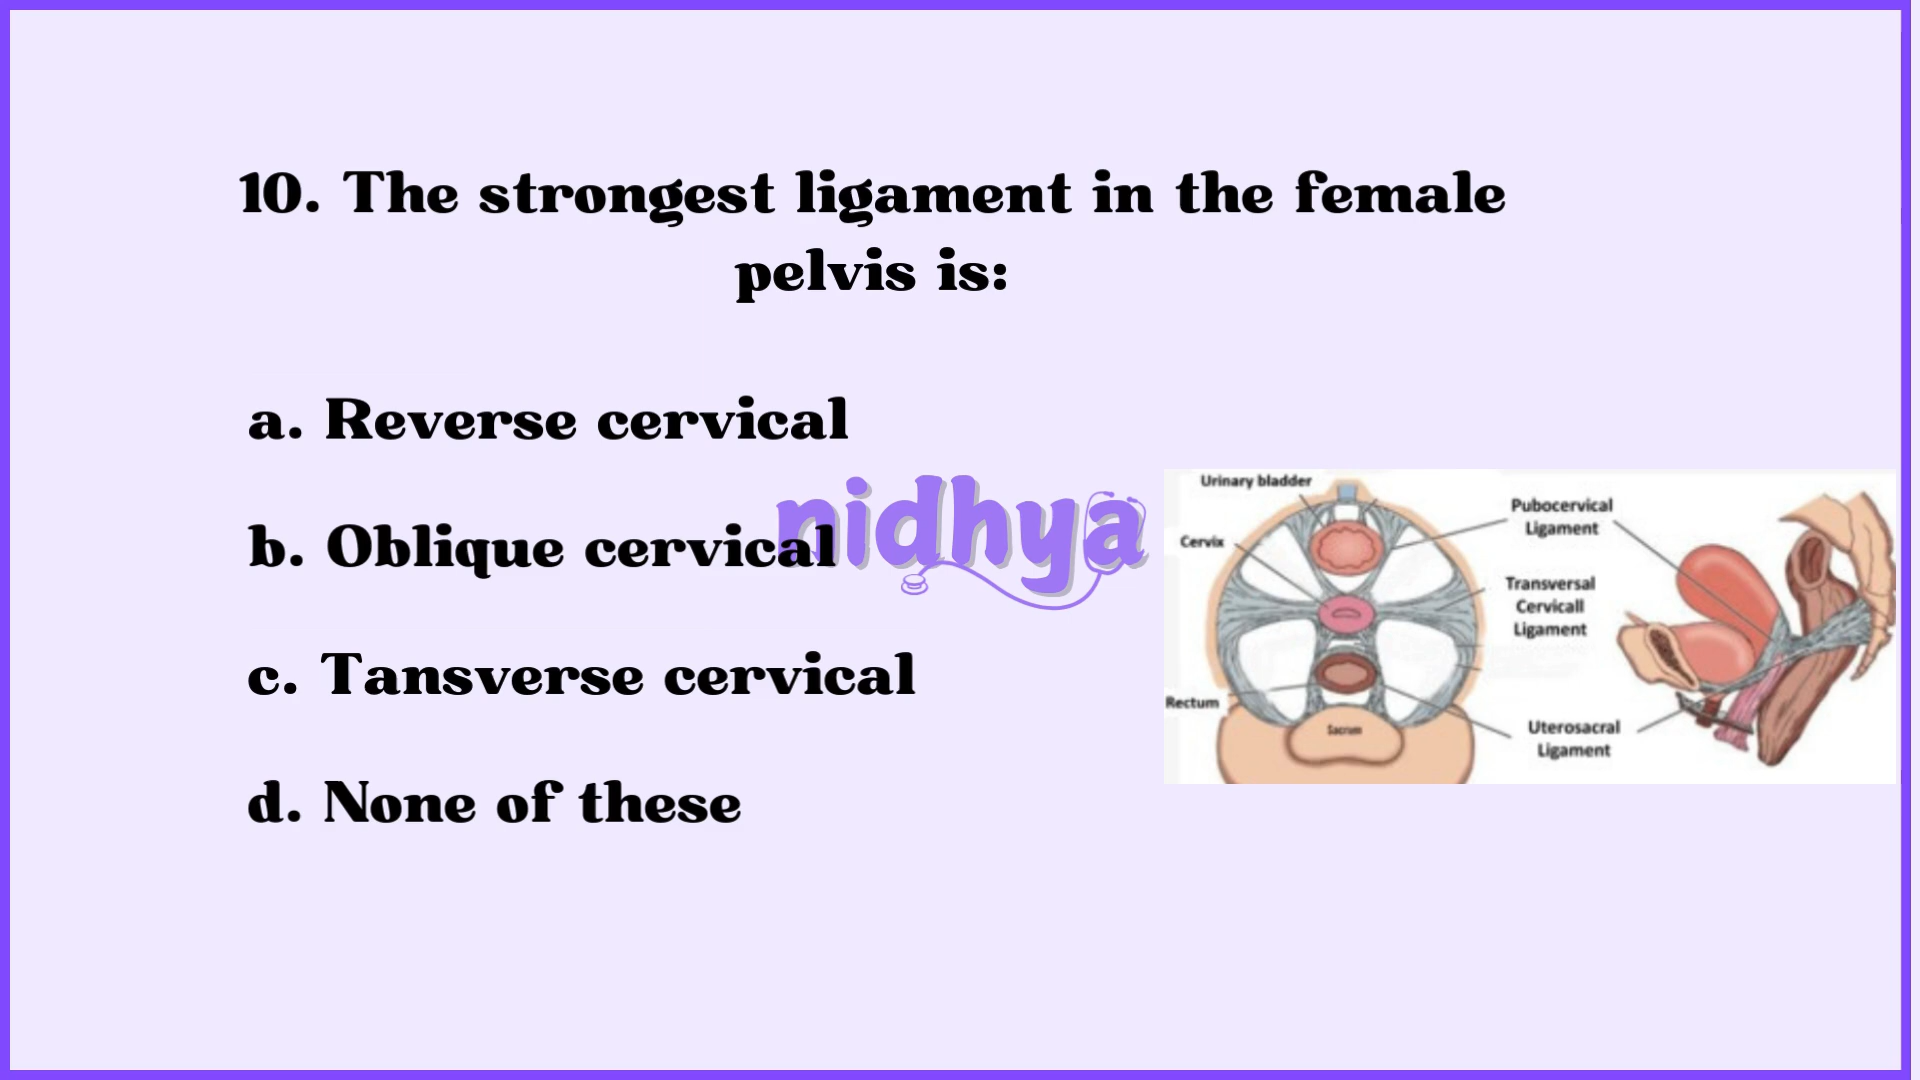 10. The strongest ligament in the female
pelvis is:
a. Reverse cervical
b. Oblique cervical
c. Tansverse cervical
d. None of these
nidhya
Urinary bladder
Cervix
Rectum
Sacrum
Pubocervical
Ligament
Transversal
Cervicall
Ligament
Uterosacral
Ligament